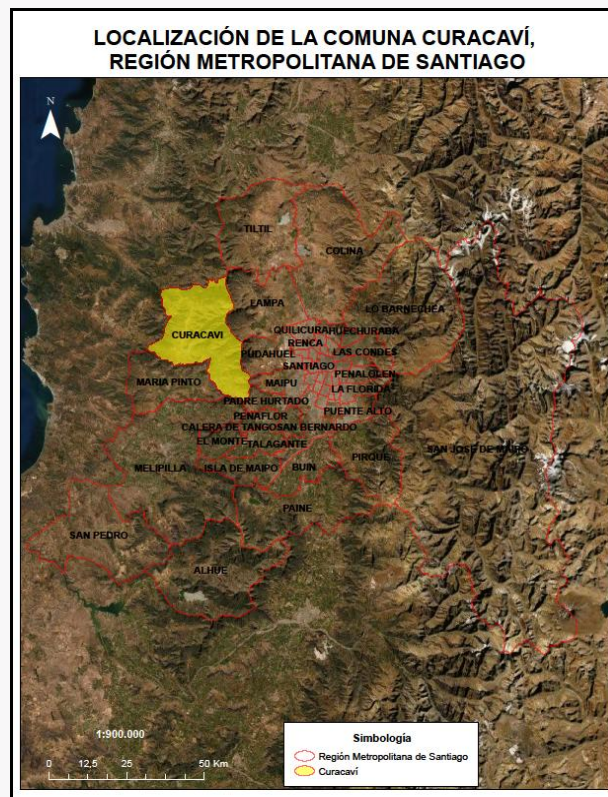 LOCALIZACIÓN DE LA COMUNA CURACAVÍ,
REGIÓN METROPOLITANA DE SANTIAGO
N
TILTIL
COLINA
LAMPA
LO BARNECHEA
CURACAVI
QUILICURA
HUECHURABA
RENCA
PUDAHUEL
LAS CONDES
SANTIAGO
MARIA PINTO
MAIPU
PENALOLEN
LA FLORIDA
PADRE HURTADO
PENAFLOR
PUENTE ALTO
CALERA DE TANGO
SAN BERNARDO
EL MONTE
TALAGANTE
SAN JOSE DE MAIPO
PIRQUE
MELIPILLA
ISLA DE MAIPO
BUIN
PAINE
SAN PEDRO
ALHUE
1:900.000
0 12,5 25 50 Km
Simbología
Región Metropolitana de Santiago
Curacaví